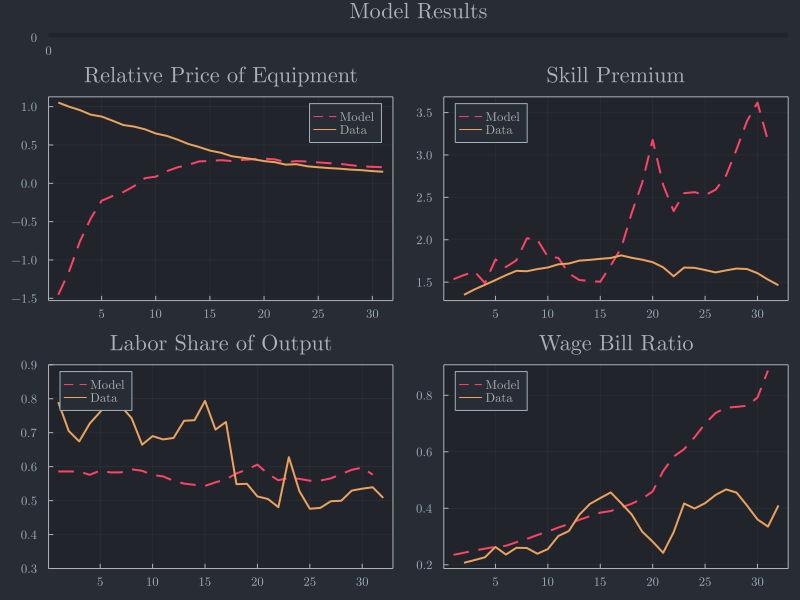 Model Results
0
0
Relative Price of Equipment
Skill Premium
1.0
0.5
0.0
−0.5
−1.0
−1.5
Model
Data
5 10 15 20 25 30
3.5
3.0
2.5
2.0
1.5
Model
Data
5 10 15 20 25 30
Labor Share of Output
Wage Bill Ratio
0.9
0.8
0.7
0.6
0.5
0.4
0.3
Model
Data
5 10 15 20 25 30
0.8
0.6
0.4
0.2
Model
Data
5 10 15 20 25 30